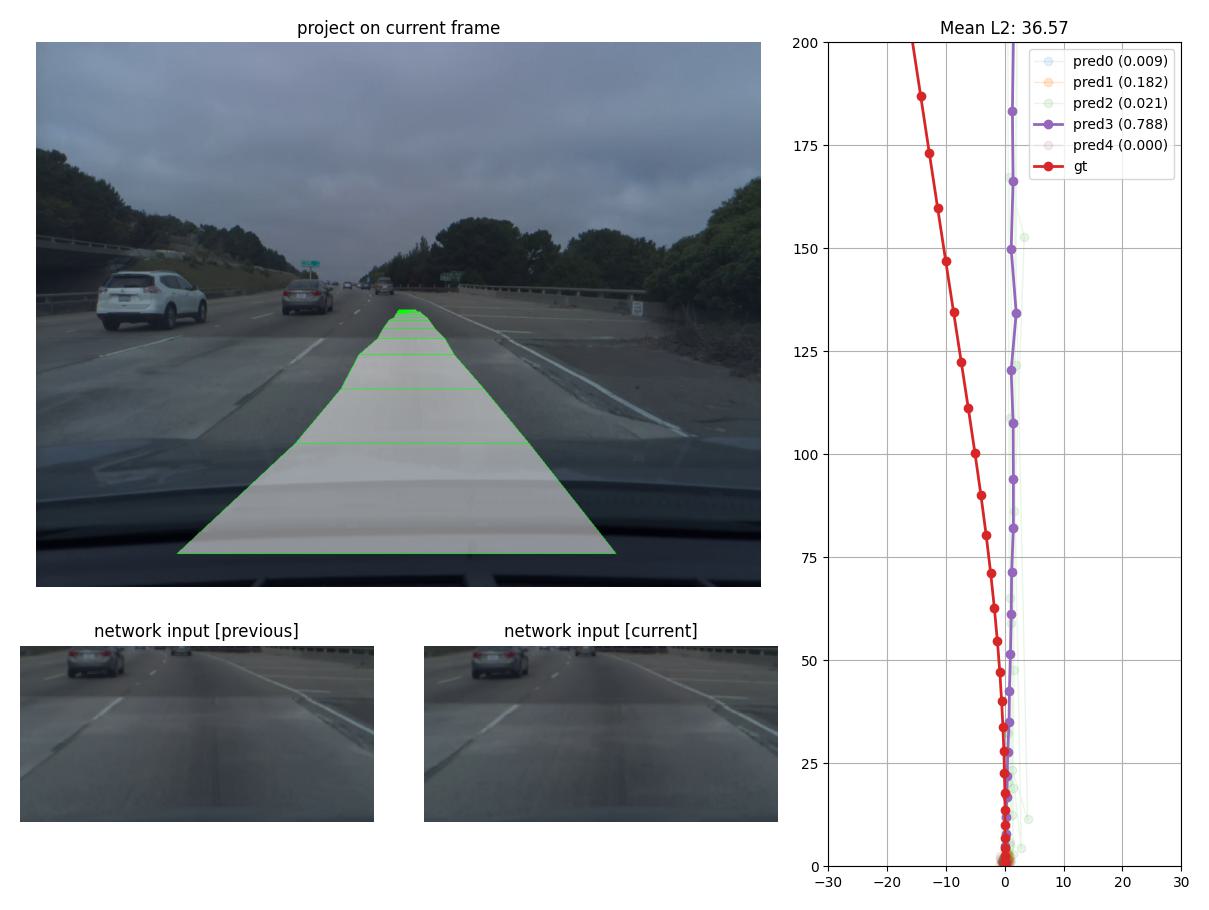 project on current frame
Mean L2: 36.57
pred0 (0.009)
pred1 (0.182)
pred2 (0.021)
pred3 (0.788)
pred4 (0.000)
gt
200
175
150
125
100
75
50
25
0
−30 −20 −10 0 10 20 30
network input [previous]
network input [current]